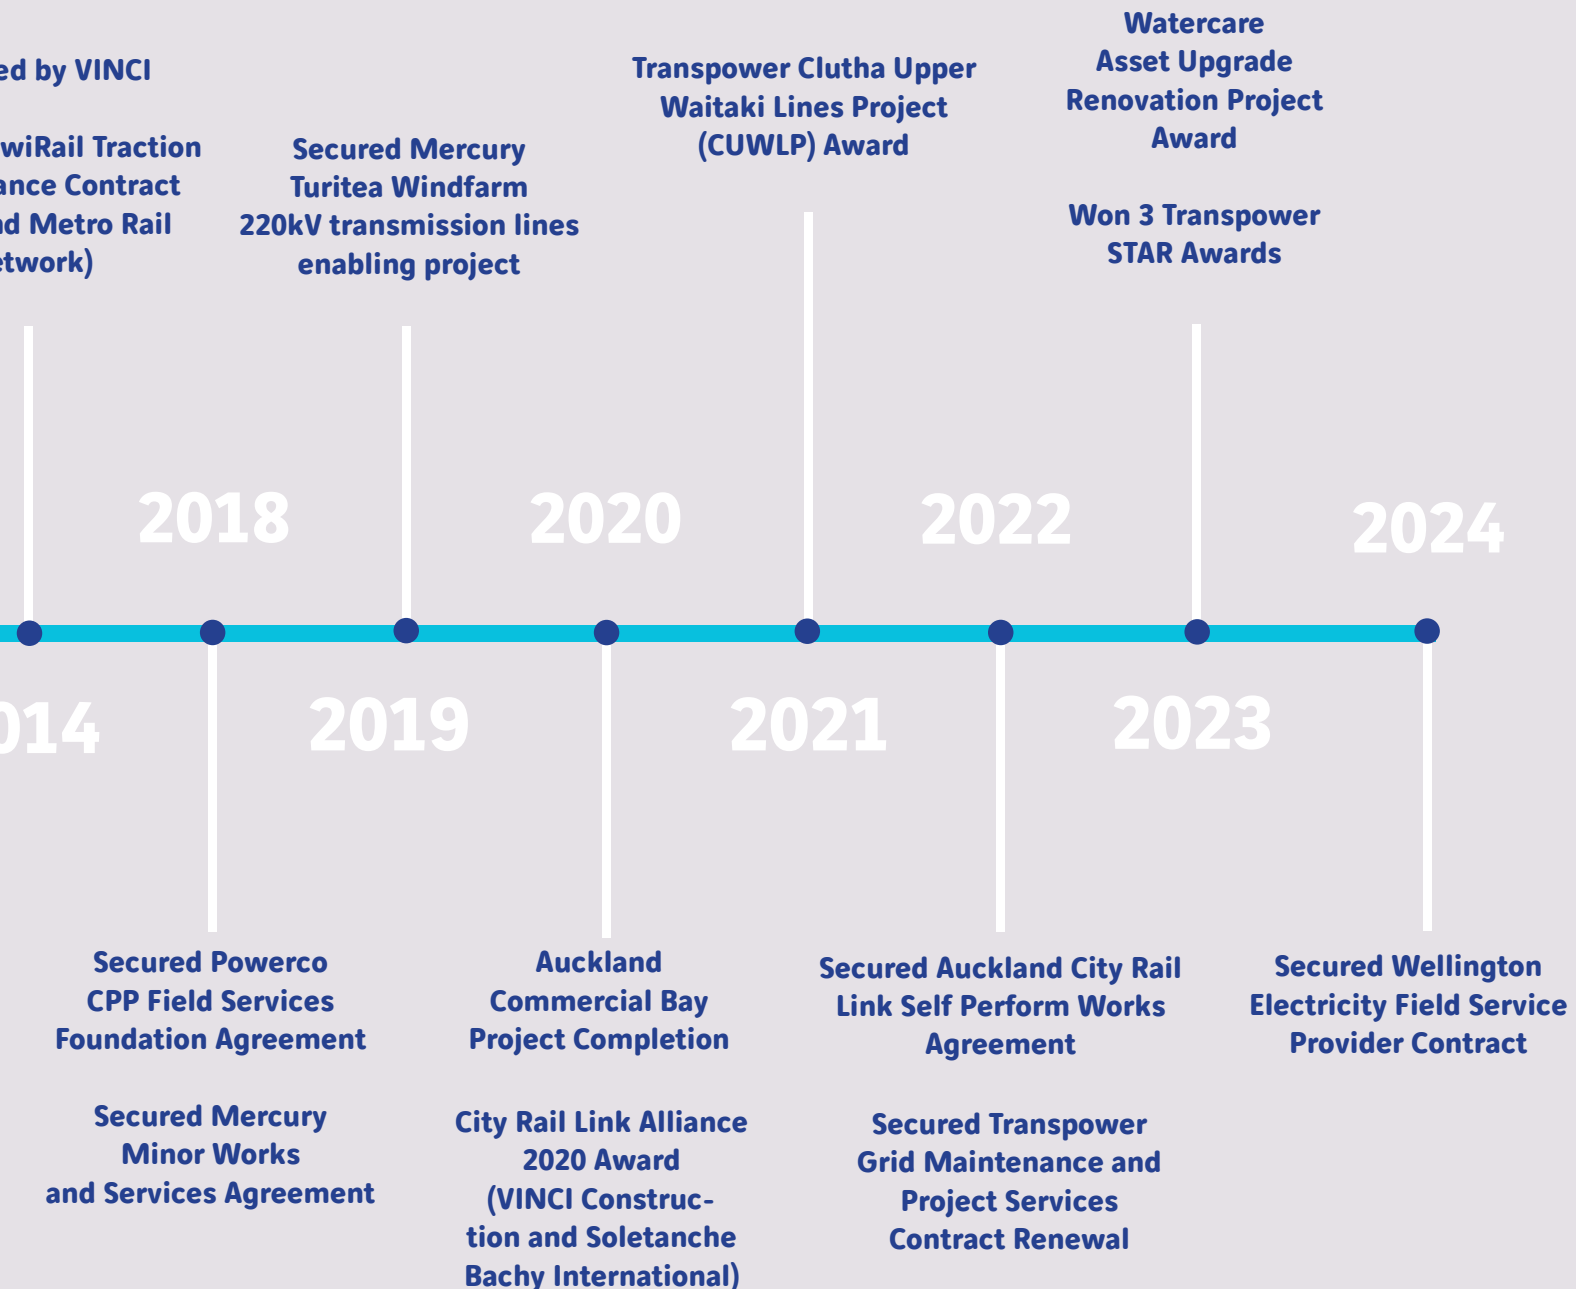 ed by VINCI
wiRail Traction
ance Contract
nd Metro Rail
etwork)
Secured Mercury
Turitea Windfarm
220kV transmission lines
enabling project
Transpower Clutha Upper
Waitaki Lines Project
(CUWLP) Award
Watercare
Asset Upgrade
Renovation Project
Award
Won 3 Transpower
STAR Awards
2018
2020
2022
2024
014
2019
2021
2023
Secured Powerco
CPP Field Services
Foundation Agreement
Secured Mercury
Minor Works
and Services Agreement
Auckland
Commercial Bay
Project Completion
City Rail Link Alliance
2020 Award
(VINCI Construc-
tion and Soletanche
Bachy International)
Secured Auckland City Rail
Link Self Perform Works
Agreement
Secured Transpower
Grid Maintenance and
Project Services
Contract Renewal
Secured Wellington
Electricity Field Service
Provider Contract